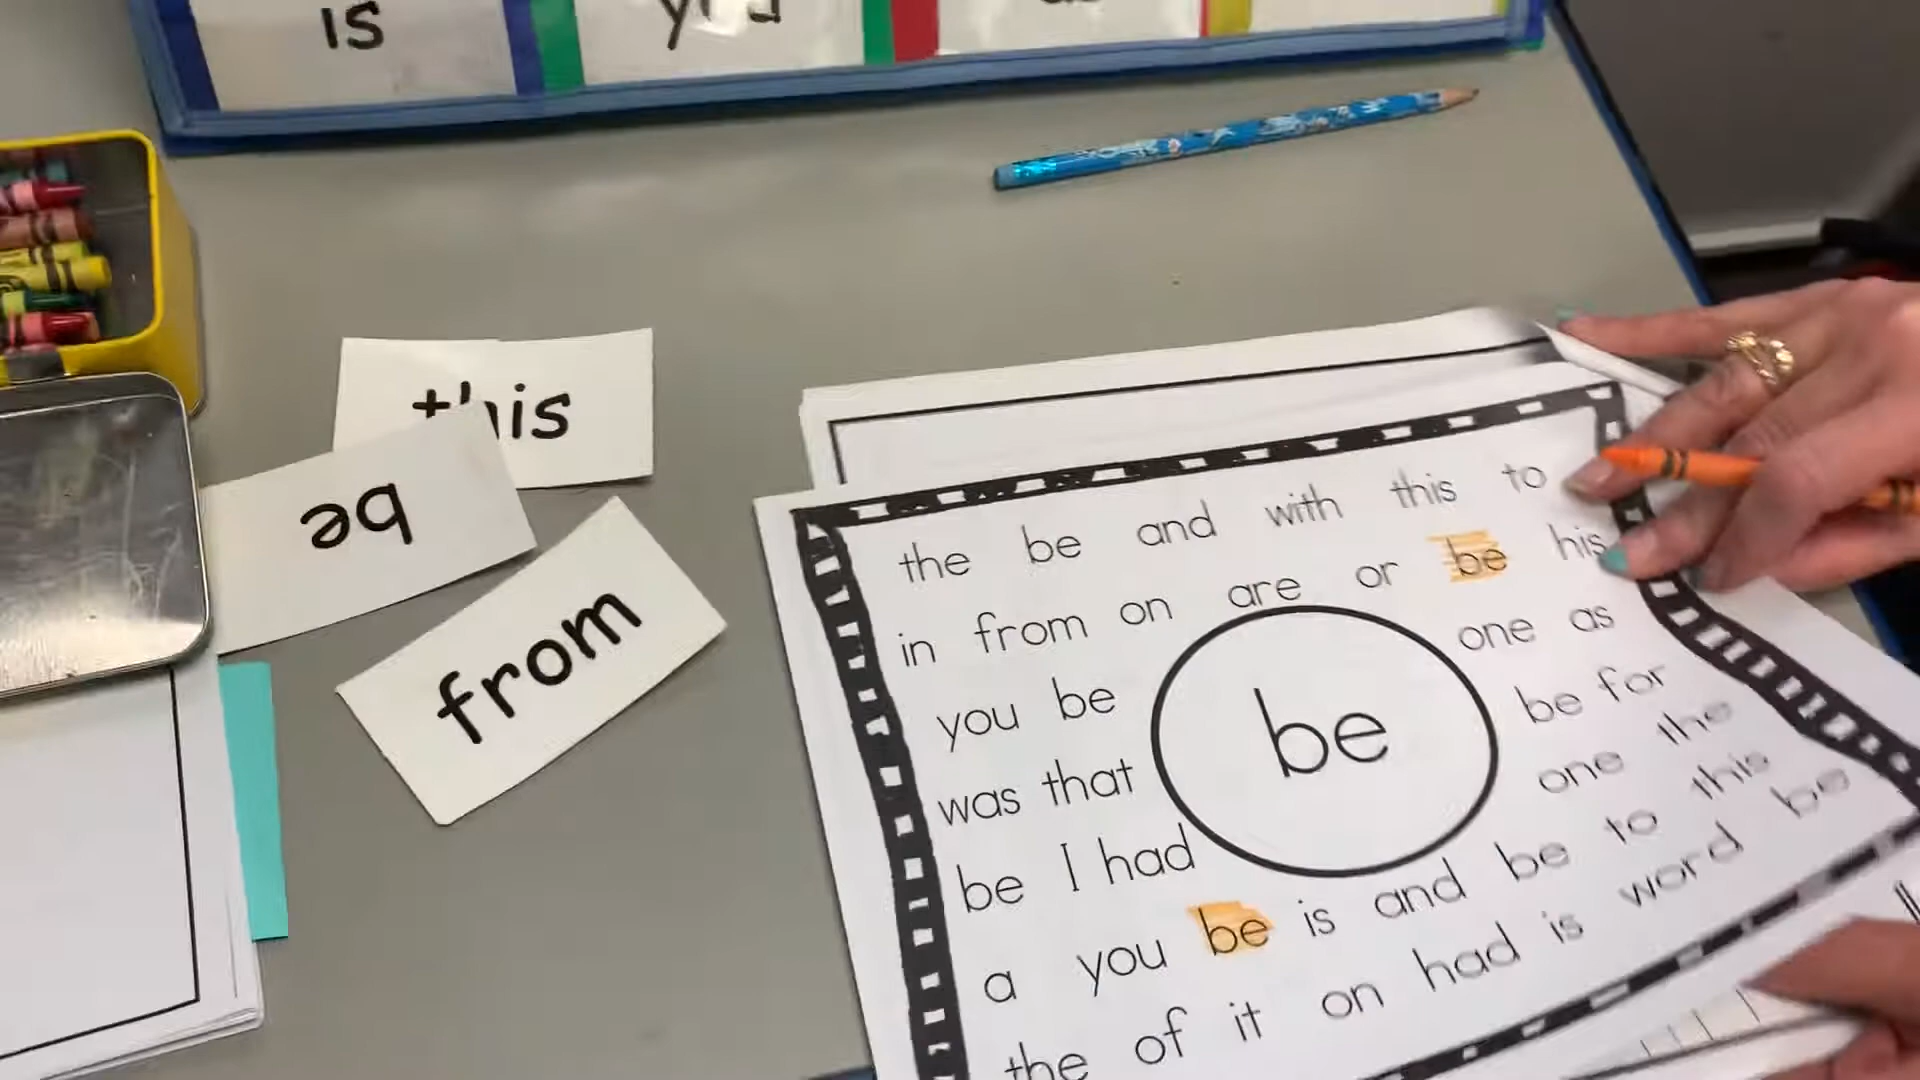 is
this
be
from
the be and with this to
in from on are or be his
you be one as
was that be for
be
be I had one the
a you be is and be to this
the of it on had is word be